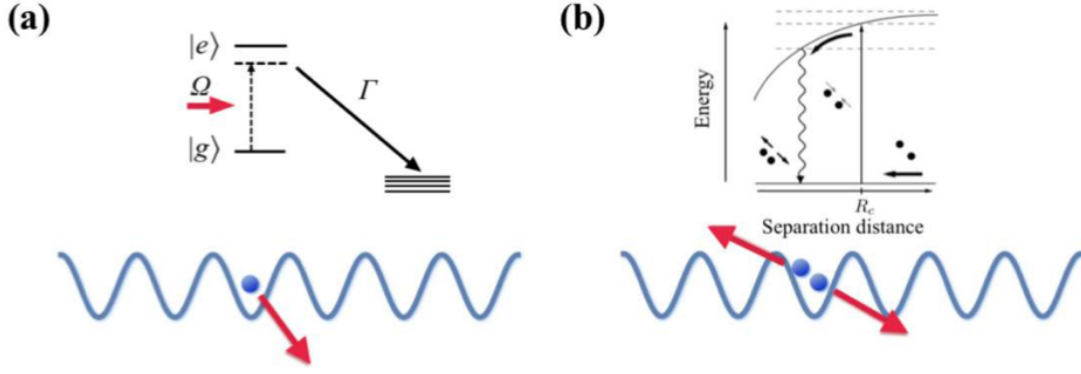 (a)
|e⟩
Ω
Γ
|g⟩
(b)
Energy
R_c
Separation distance